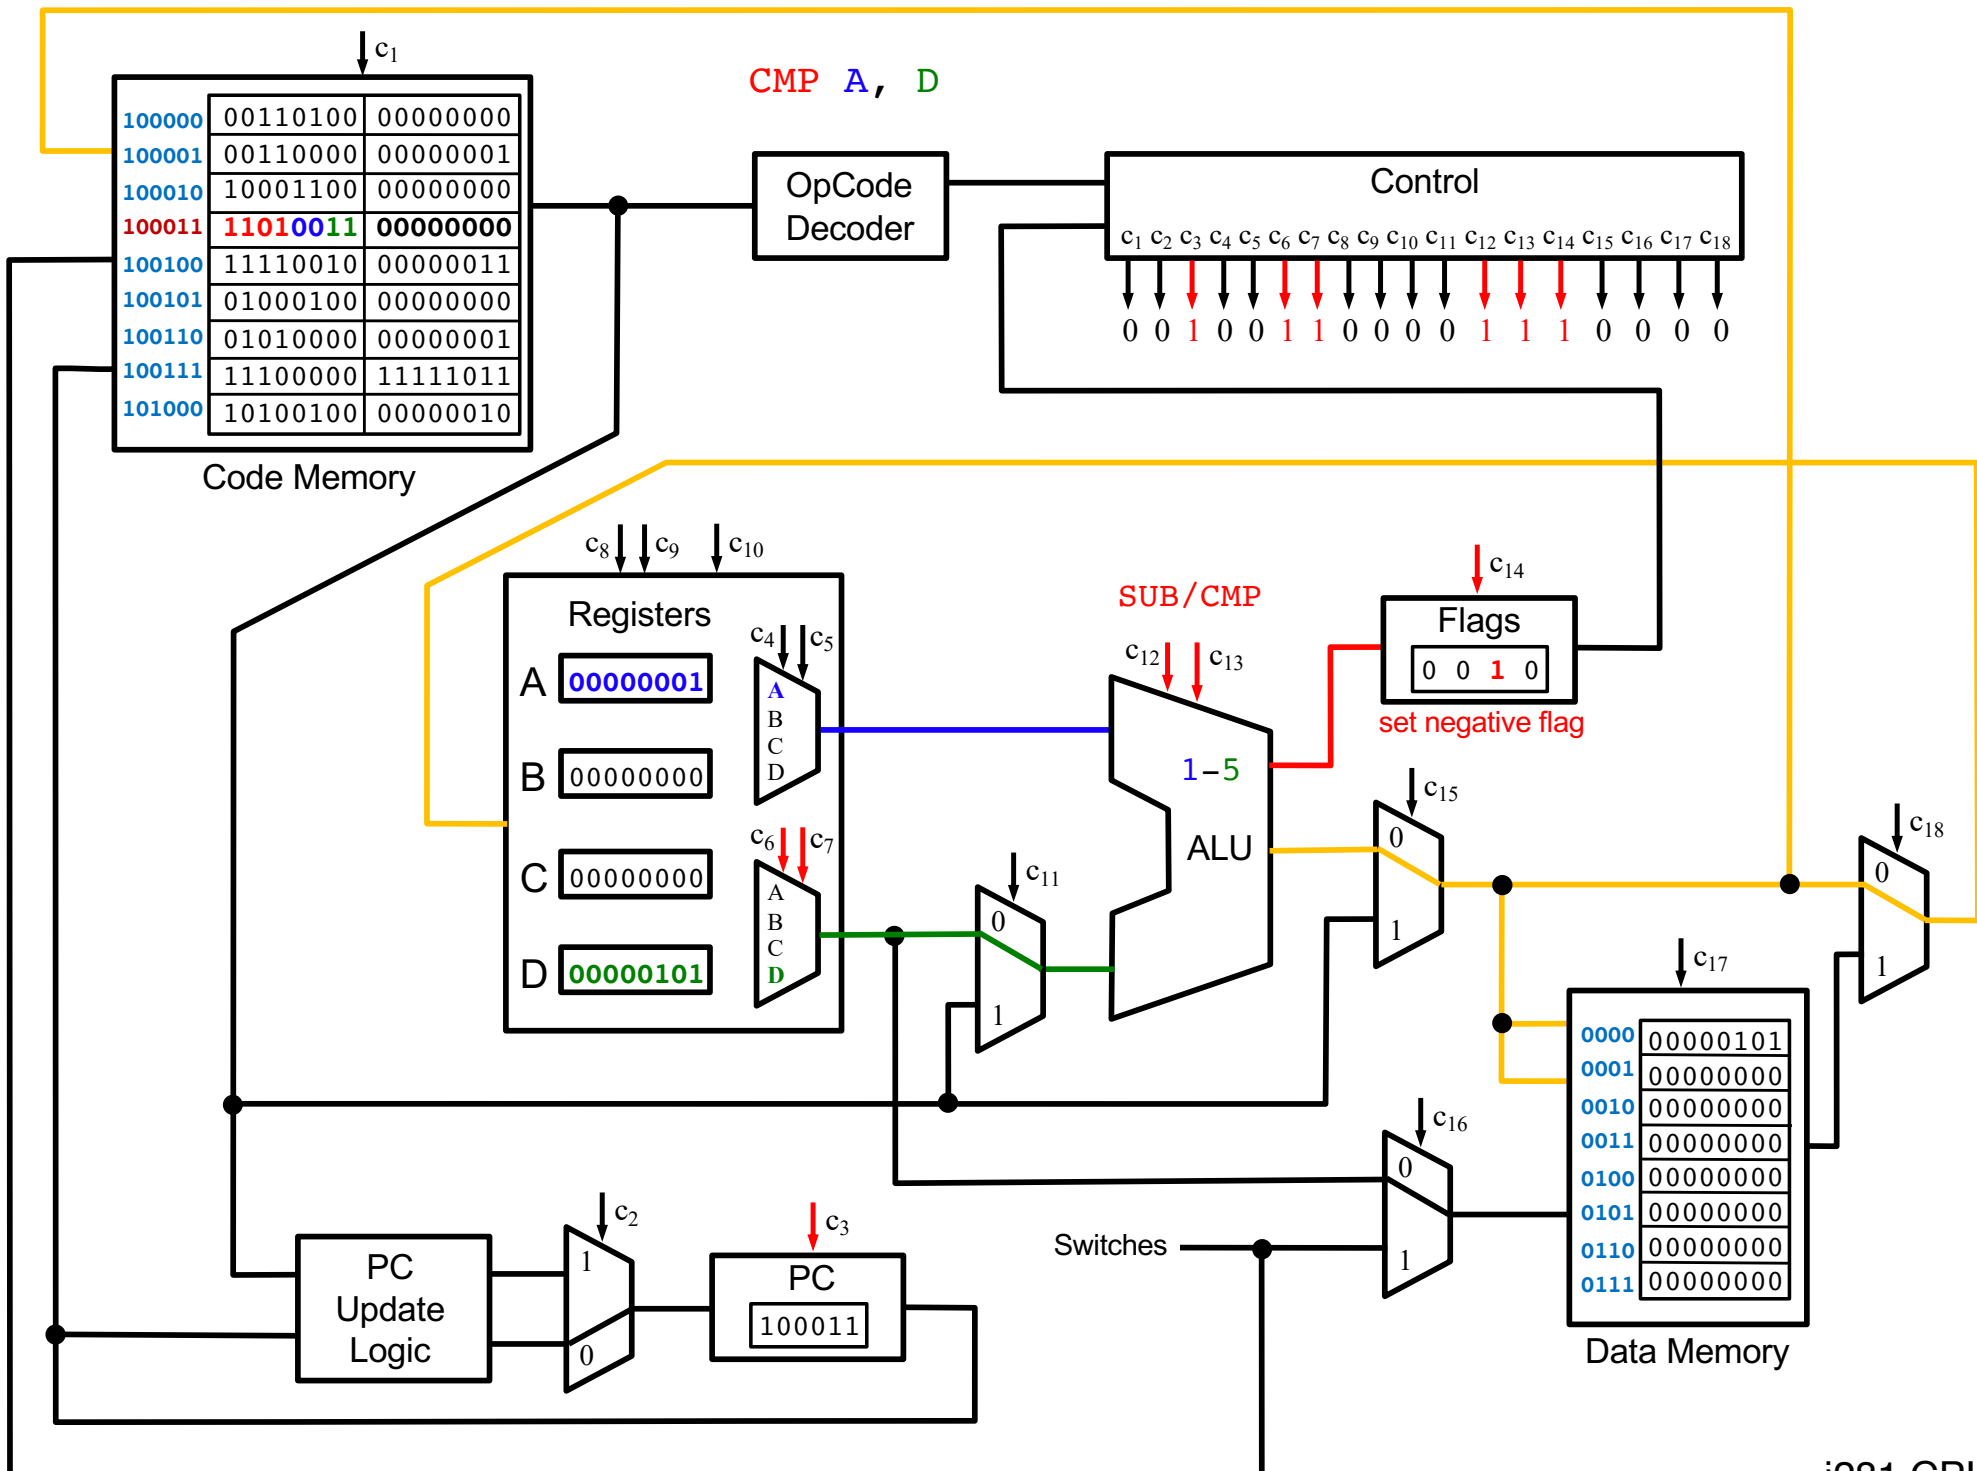 c1
CMP A, D
100000 00110100 00000000
100001 00110000 00000001
100010 10001100 00000000
100011 11010011 00000000
100100 11110010 00000011
100101 01000100 00000000
100110 01010000 00000001
100111 11100000 11111011
101000 10100100 00000010
Code Memory
OpCode
Decoder
Control
c1 c2 c3 c4 c5 c6 c7 c8 c9 c10 c11 c12 c13 c14 c15 c16 c17 c18
0 0 1 0 0 1 1 0 0 0 0 1 1 1 0 0 0 0
c8 c9 c10
Registers
A 00000001
B 00000000
C 00000000
D 00000101
c4 c5
A
B
C
D
c6 c7
A
B
C
D
c11
0
1
SUB/CMP
c12 c13
1-5
ALU
c14
Flags
0 0 1 0
set negative flag
c15
0
1
c18
0
1
c17
0000 00000101
0001 00000000
0010 00000000
0011 00000000
0100 00000000
0101 00000000
0110 00000000
0111 00000000
Data Memory
c16
0
1
Switches
PC
Update
Logic
c2
1
0
c3
PC
100011